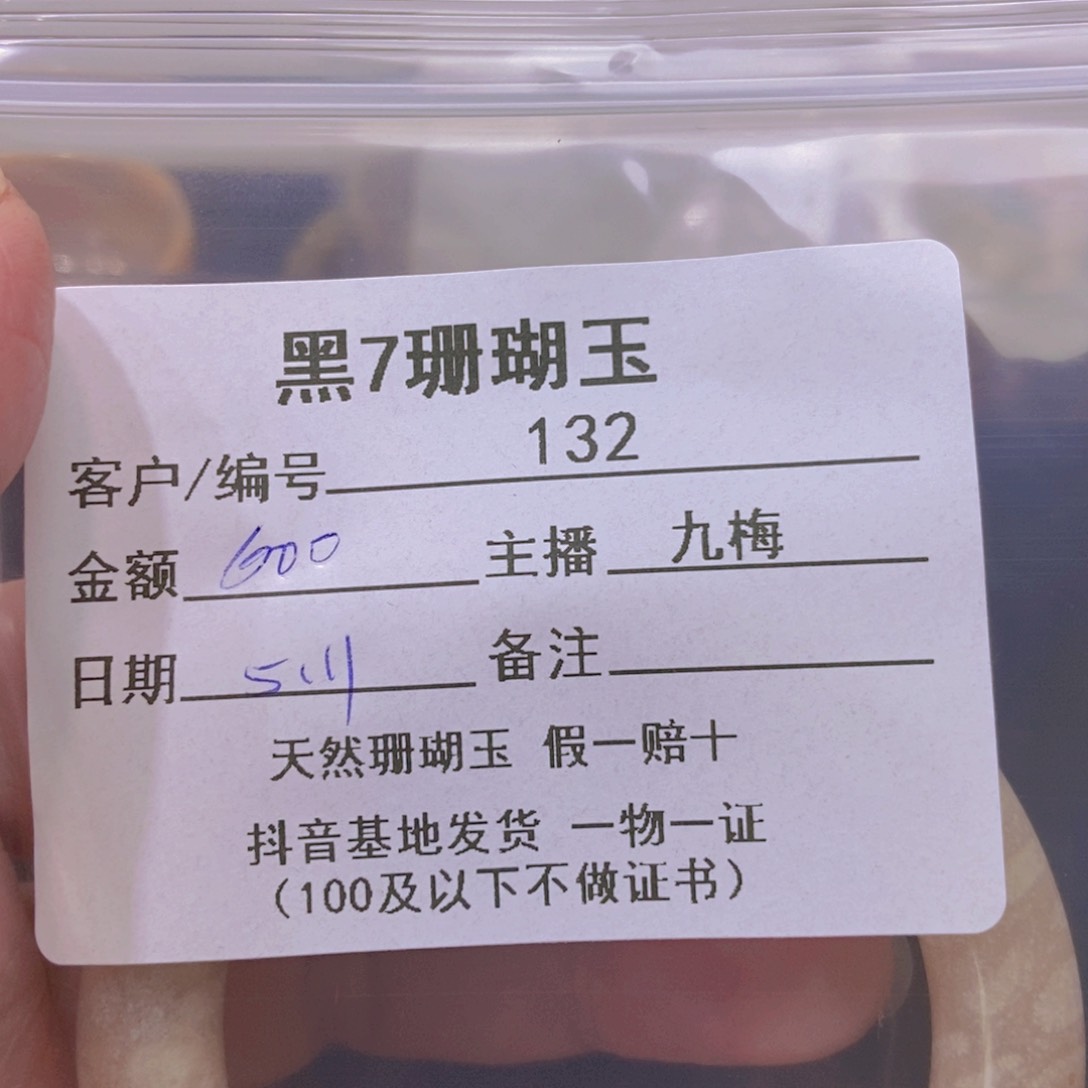 黑7珊瑚玉
客户/编号 132
金额 600 主播 九梅
日期 5.11 备注
天然珊瑚玉 假一赔十
抖音基地发货 一物一证
（100及以下不做证书）